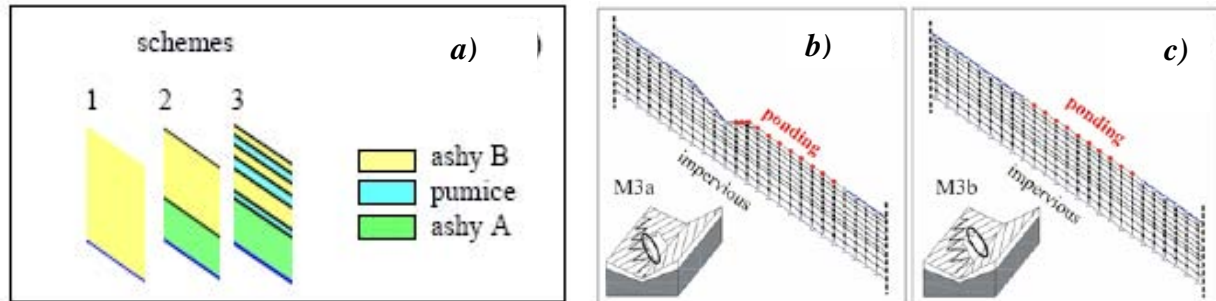 schemes
a)
1 2 3
ashy B
pumice
ashy A
b)
ponding
impervious
M3a
c)
ponding
impervious
M3b